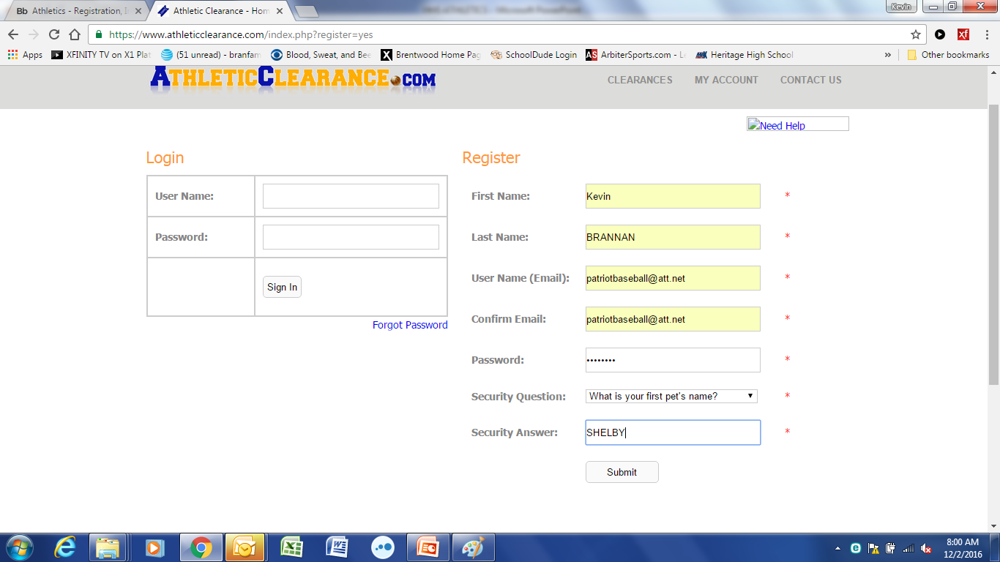 Bb Athletics - Registration, I
Athletic Clearance - Hom
Kevin
https://www.athleticclearance.com/index.php?register=yes
Apps
XFINITY TV on X1 Plat
(51 unread) - branfam
Blood, Sweat, and Bee
Brentwood Home Pag
SchoolDude Login
ArbiterSports.com - L
Heritage High School
»
Other bookmarks
ATHLETICCLEARANCE.COM
CLEARANCES MY ACCOUNT CONTACT US
Need Help
Login
User Name:
Password:
Sign In
Forgot Password
Register
First Name: Kevin *
Last Name: BRANNAN *
User Name (Email): patriotbaseball@att.net *
Confirm Email: patriotbaseball@att.net *
Password: •••••••• *
Security Question: What is your first pet's name? *
Security Answer: SHELBY *
Submit
8:00 AM
12/2/2016